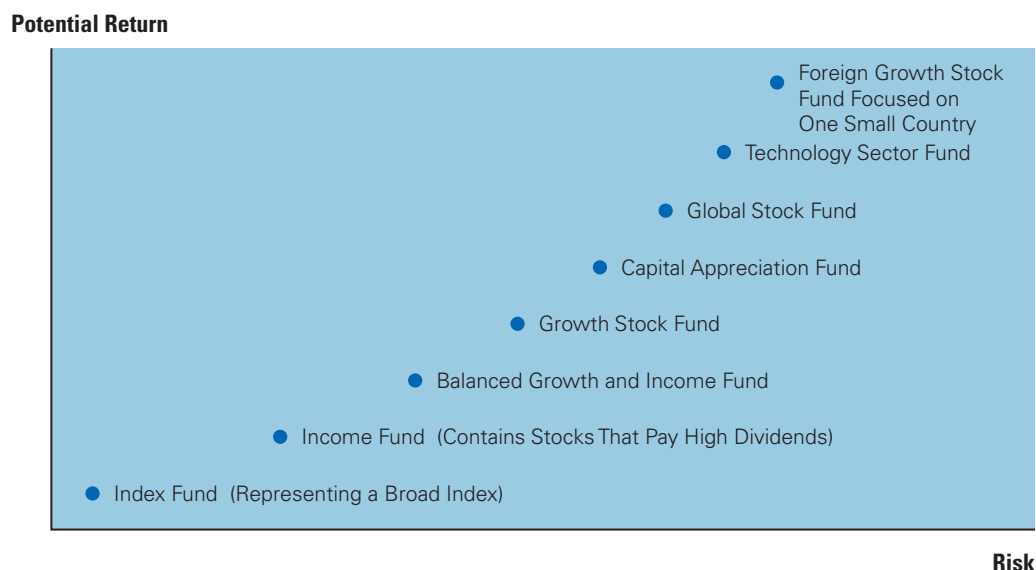 Potential Return
Foreign Growth Stock
Fund Focused on
One Small Country
Technology Sector Fund
Global Stock Fund
Capital Appreciation Fund
Growth Stock Fund
Balanced Growth and Income Fund
Income Fund (Contains Stocks That Pay High Dividends)
Index Fund (Representing a Broad Index)
Risk